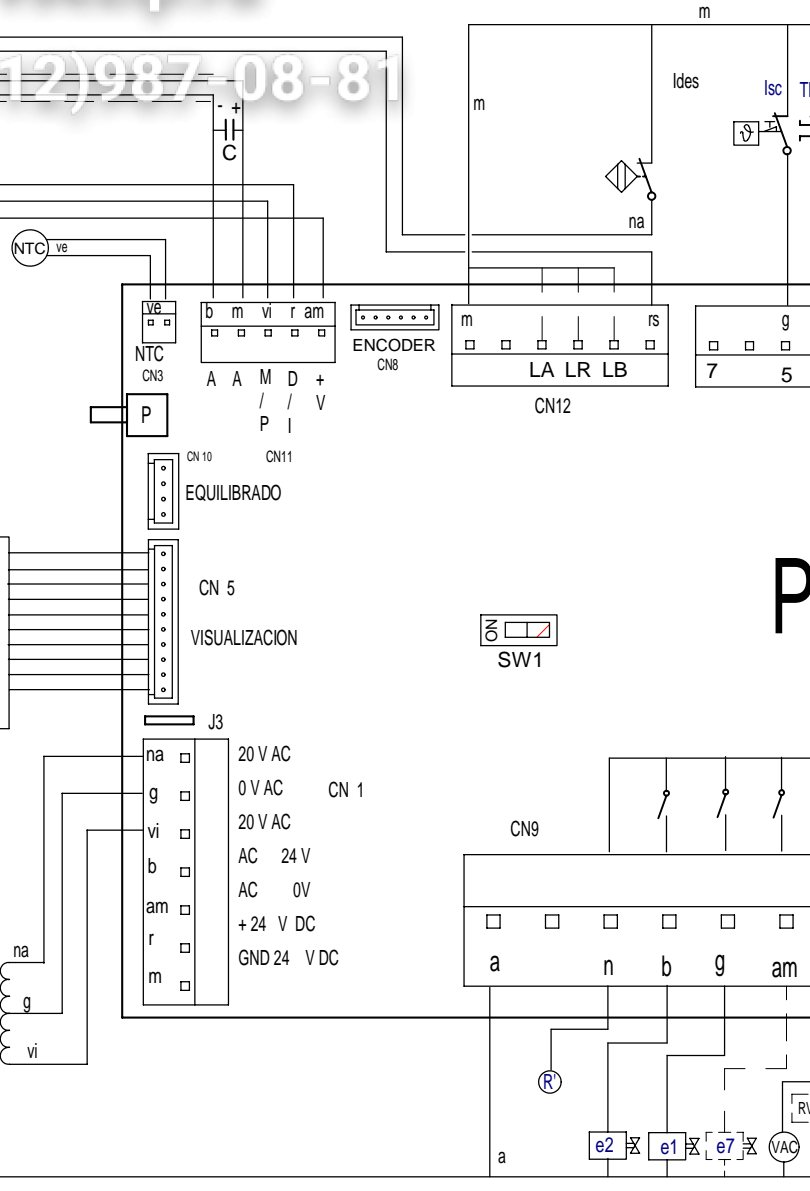 12)987-08-81
m
Ides
Isc
m
- +
C
na
NTC ve
ve
b m vi r am
m rs
g
NTC
CN3
ENCODER
CN8
LA LR LB
7 5
A A M / P D / I + V
CN12
P
CN 10
CN11
EQUILIBRADO
CN 5
VISUALIZACION
P
ON
SW1
J3
na 20 V AC
g 0 V AC
CN 1
vi 20 V AC
b AC 24 V
am AC 0V
r + 24 V DC
m GND 24 V DC
CN9
a n b g am
na
g
vi
R'
a
e2 e1 e7 VAC